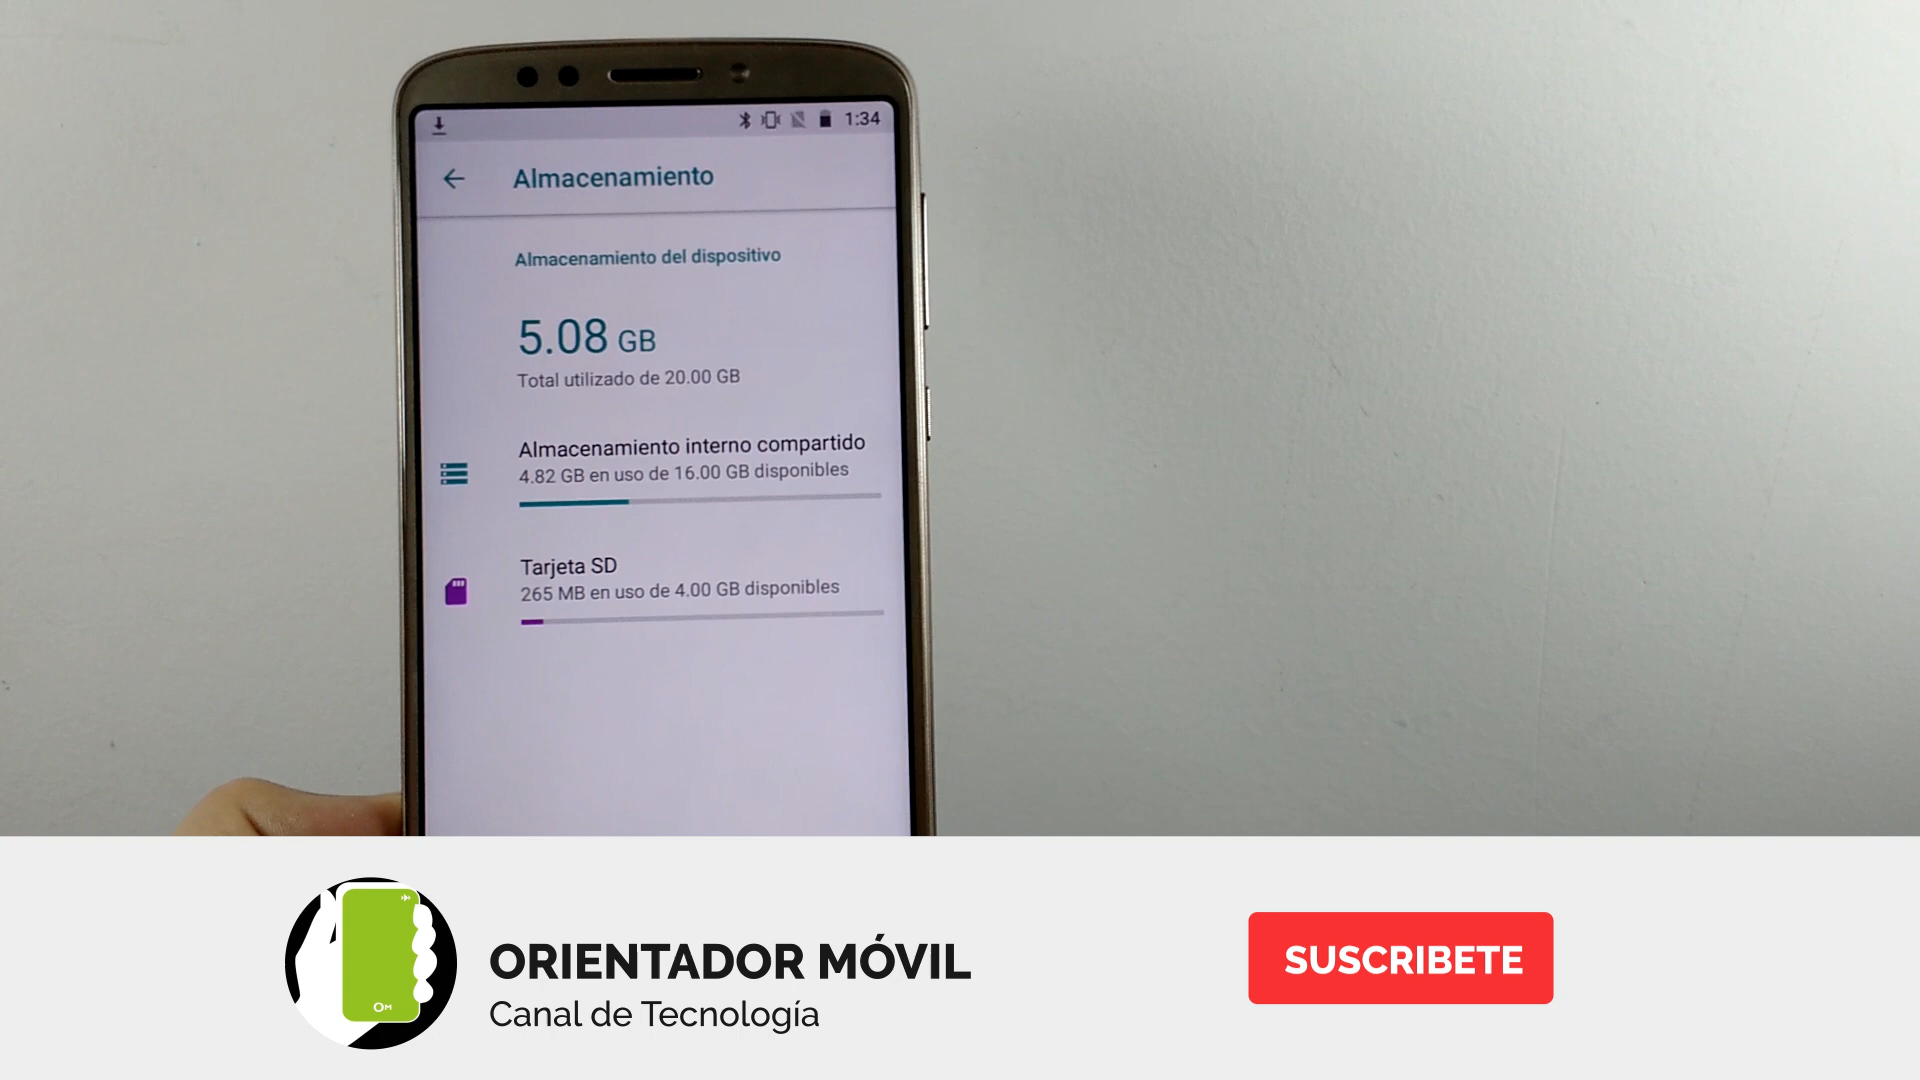 1:34
Almacenamiento
Almacenamiento del dispositivo
5.08 GB
Total utilizado de 20.00 GB
Almacenamiento interno compartido
4.82 GB en uso de 16.00 GB disponibles
Tarjeta SD
265 MB en uso de 4.00 GB disponibles
OM
ORIENTADOR MÓVIL
Canal de Tecnología
SUSCRIBETE